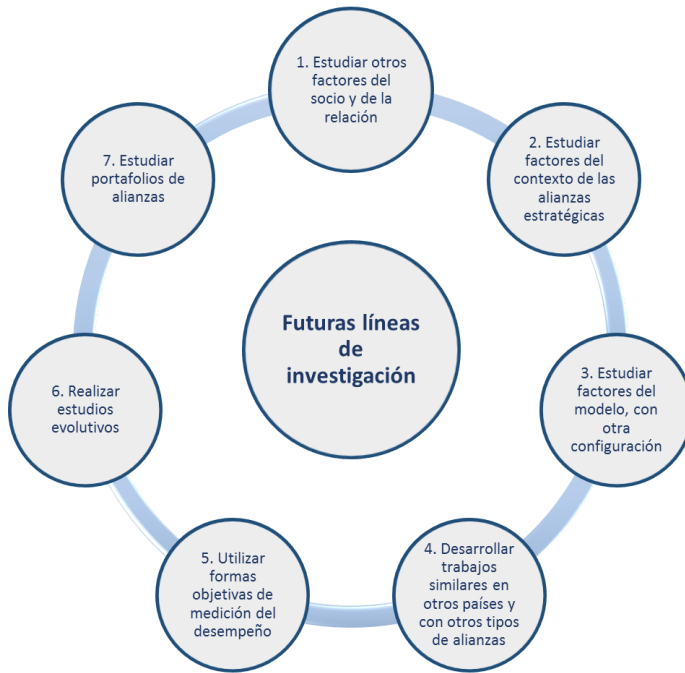 1. Estudiar otros
factores del
socio y de la
relación
2. Estudiar
factores del
contexto de las
alianzas
estratégicas
3. Estudiar
factores del
modelo, con
otra
configuración
4. Desarrollar
trabajos
similares en
otros países y
con otros tipos
de alianzas
5. Utilizar
formas
objetivas de
medición del
desempeño
6. Realizar
estudios
evolutivos
7. Estudiar
portafolios de
alianzas
Futuras líneas
de
investigación